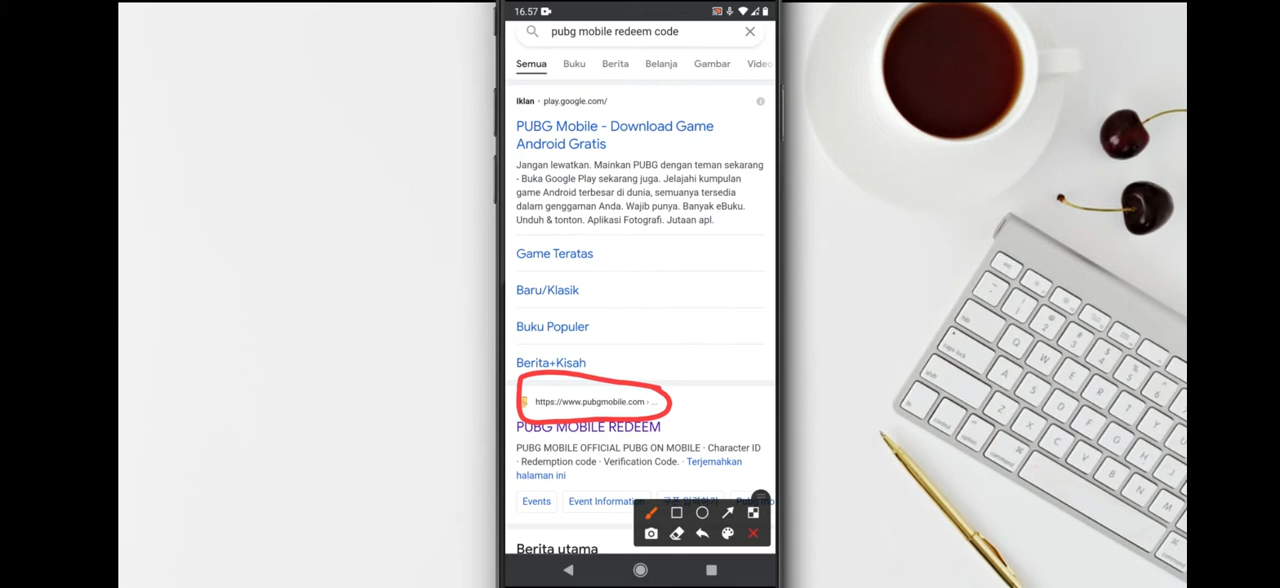 16.57
pubg mobile redeem code
Semua Buku Berita Belanja Gambar Video
Iklan · play.google.com/
PUBG Mobile - Download Game
Android Gratis
Jangan lewatkan. Mainkan PUBG dengan teman sekarang
- Buka Google Play sekarang juga. Jelajahi kumpulan
game Android terbesar di dunia, semuanya tersedia
dalam genggaman Anda. Wajib punya. Banyak eBuku.
Unduh & tonton. Aplikasi Fotografi. Jutaan apl.
Game Teratas
Baru/Klasik
Buku Populer
Berita+Kisah
https://www.pubgmobile.com › ...
PUBG MOBILE REDEEM
PUBG MOBILE OFFICIAL PUBG ON MOBILE · Character ID
· Redemption code · Verification Code. · Terjemahkan
halaman ini
Events Event Information
Berita utama